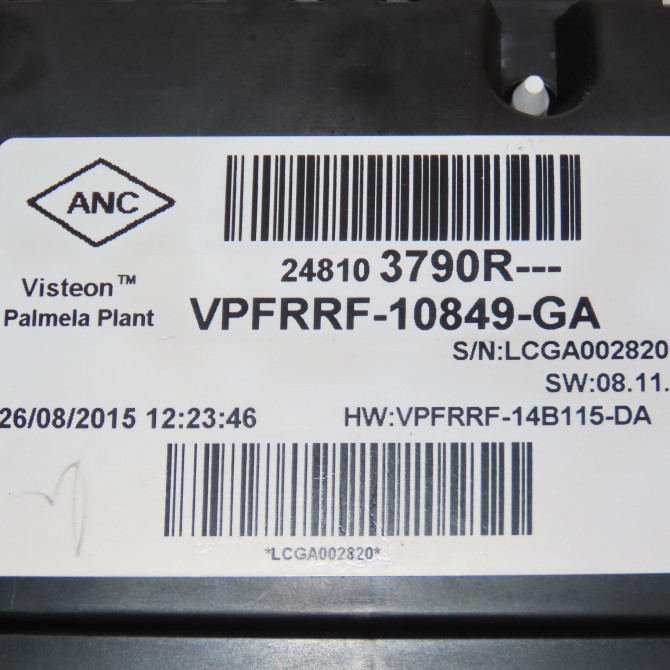 ANC
Visteon™
Palmela Plant
24810 3790R---
VPFRRF-10849-GA
S/N:LCGA002820
SW:08.11.
26/08/2015 12:23:46
HW:VPFRRF-14B115-DA
*LCGA002820*